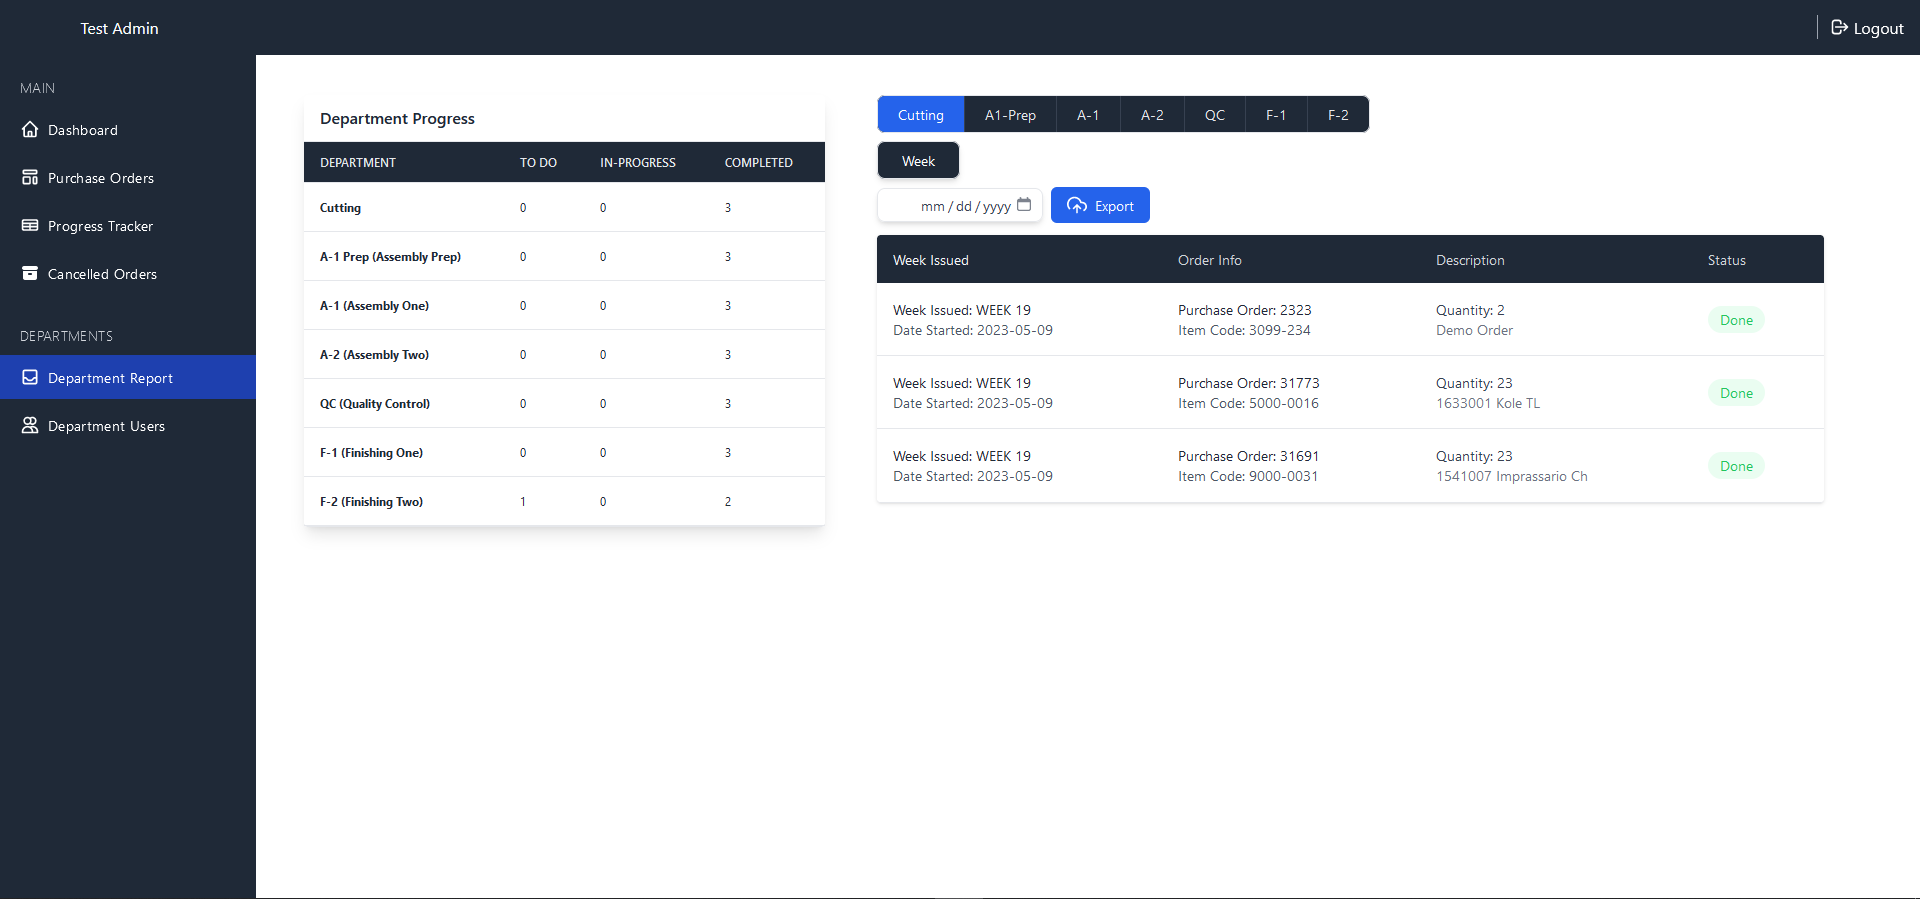 Test Admin
Logout
MAIN
Dashboard
Purchase Orders
Progress Tracker
Cancelled Orders
DEPARTMENTS
Department Report
Department Users
Department Progress
DEPARTMENT TO DO IN-PROGRESS COMPLETED
Cutting 0 0 3
A-1 Prep (Assembly Prep) 0 0 3
A-1 (Assembly One) 0 0 3
A-2 (Assembly Two) 0 0 3
QC (Quality Control) 0 0 3
F-1 (Finishing One) 0 0 3
F-2 (Finishing Two) 1 0 2
Cutting A1-Prep A-1 A-2 QC F-1 F-2
Week
mm/dd/yyyy Export
Week Issued Order Info Description Status
Week Issued: WEEK 19 Purchase Order: 2323 Quantity: 2 Done
Date Started: 2023-05-09 Item Code: 3099-234 Demo Order
Week Issued: WEEK 19 Purchase Order: 31773 Quantity: 23 Done
Date Started: 2023-05-09 Item Code: 5000-0016 1633001 Kole TL
Week Issued: WEEK 19 Purchase Order: 31691 Quantity: 23 Done
Date Started: 2023-05-09 Item Code: 9000-0031 1541007 Imprassario Ch